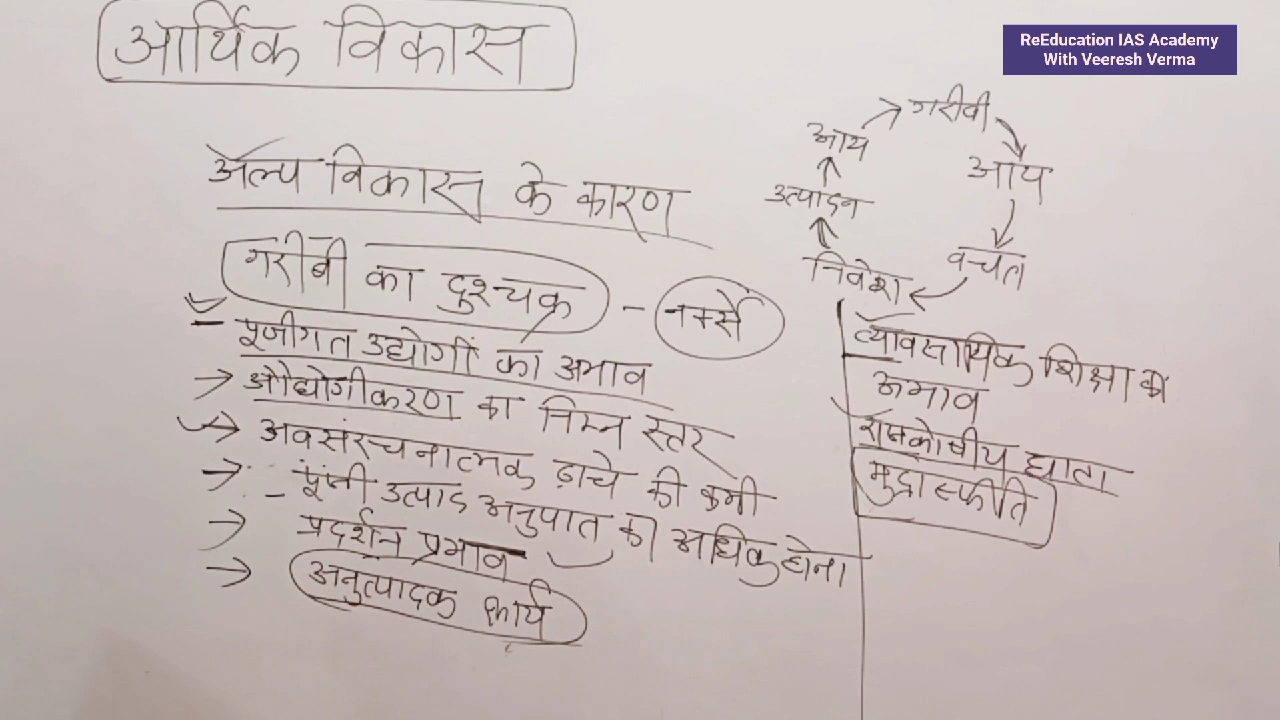 आर्थिक विकास
ReEducation IAS Academy
With Veeresh Verma
अल्प विकास के कारण
गरीबी का दुश्चक्र - नर्क्से
पूंजीगत उद्योगों का अभाव
→ औद्योगीकरण का निम्न स्तर
→ अवसंरचनात्मक ढ़ाचे की कमी
→ - पूंजी उत्पाद अनुपात का अधिक होना
→ प्रदर्शन प्रभाव
→ अनुत्पादक कार्य
गरीबी
आय
बचत
निवेश
उत्पादन
आय
व्यावसायिक शिक्षा का
अभाव
राजकोषीय घाटा
मुद्रास्फीति